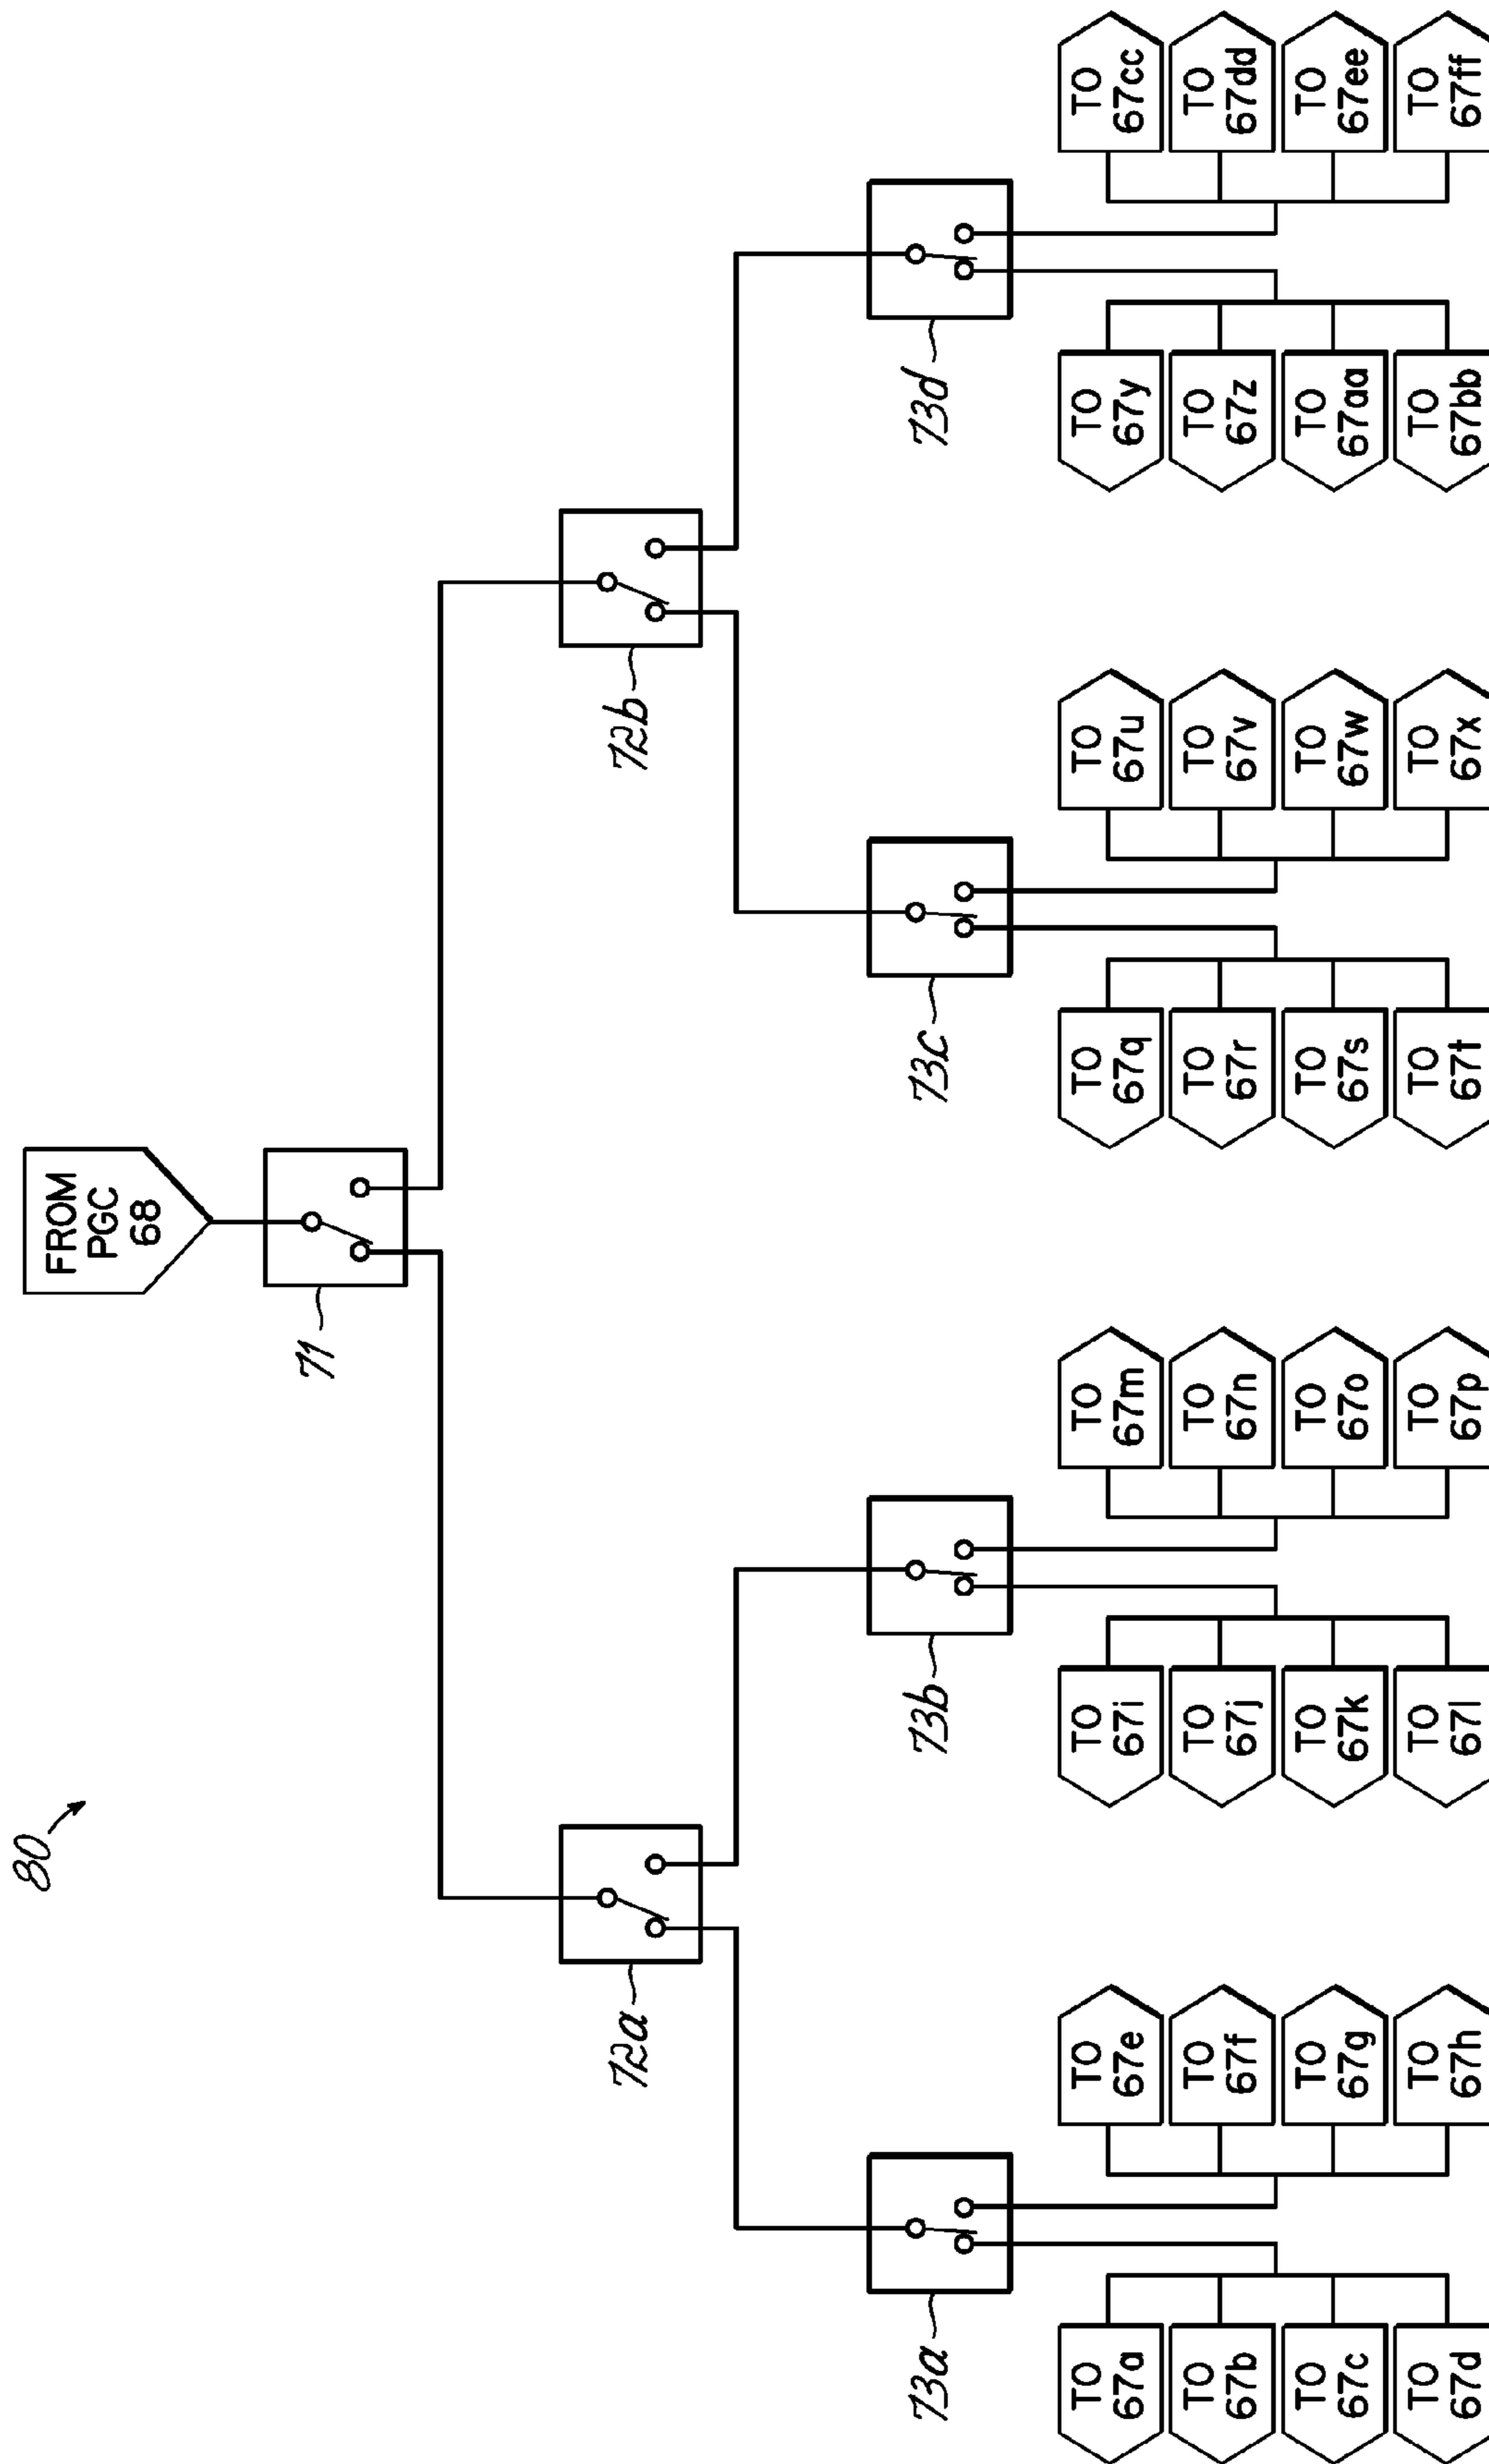 80
FROM
PGC
68
71
72a
72b
73a
73b
73c
73d
TO
67a
TO
67b
TO
67c
TO
67d
TO
67e
TO
67f
TO
67g
TO
67h
TO
67i
TO
67j
TO
67k
TO
67l
TO
67m
TO
67n
TO
67o
TO
67p
TO
67q
TO
67r
TO
67s
TO
67t
TO
67u
TO
67v
TO
67w
TO
67x
TO
67y
TO
67z
TO
67aa
TO
67bb
TO
67cc
TO
67dd
TO
67ee
TO
67ff